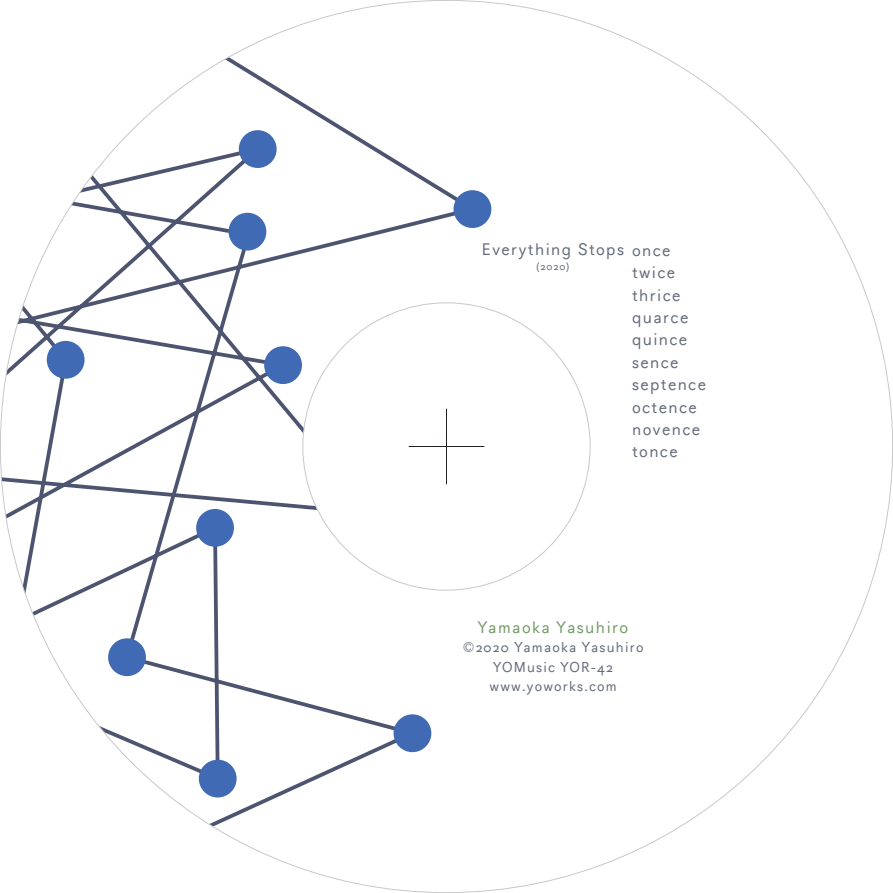 Everything Stops
(2020)
once
twice
thrice
quarce
quince
sence
septence
octence
novence
tonce
Yamaoka Yasuhiro
©2020 Yamaoka Yasuhiro
YOMusic YOR-42
www.yoworks.com